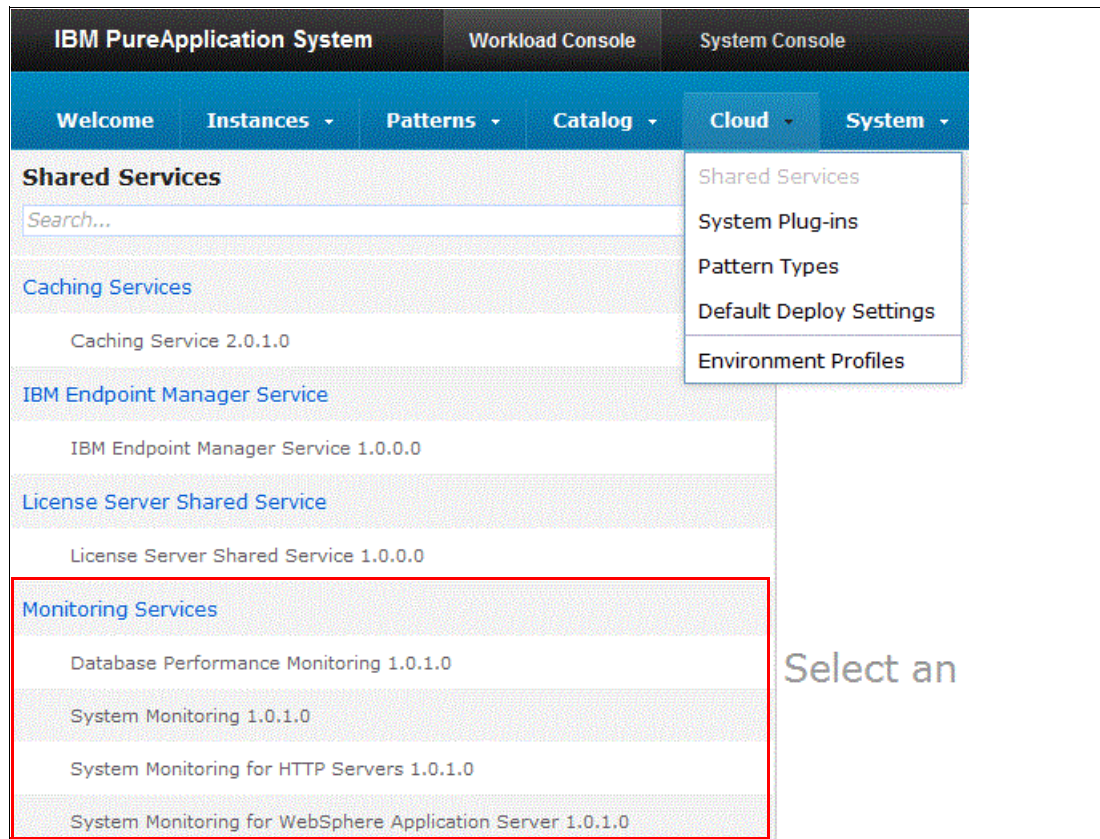 IBM PureApplication System Workload Console System Console
Welcome Instances Patterns Catalog Cloud System
Shared Services
Search...
Shared Services
System Plug-ins
Pattern Types
Default Deploy Settings
Environment Profiles
Caching Services
Caching Service 2.0.1.0
IBM Endpoint Manager Service
IBM Endpoint Manager Service 1.0.0.0
License Server Shared Service
License Server Shared Service 1.0.0.0
Monitoring Services
Database Performance Monitoring 1.0.1.0
System Monitoring 1.0.1.0
System Monitoring for HTTP Servers 1.0.1.0
System Monitoring for WebSphere Application Server 1.0.1.0
Select an